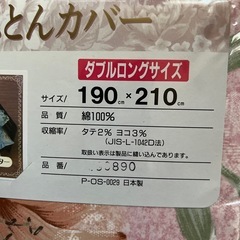 とんカバー
ダブルロングサイズ
サイズ/ 190cm×210cm
品 質/ 綿100%
収縮率/ タテ2% ヨコ3%
(JIS-L-1042D法)
取扱い表示は製品に縫い込んであります。
品 番/
P-OS-0029 日本製